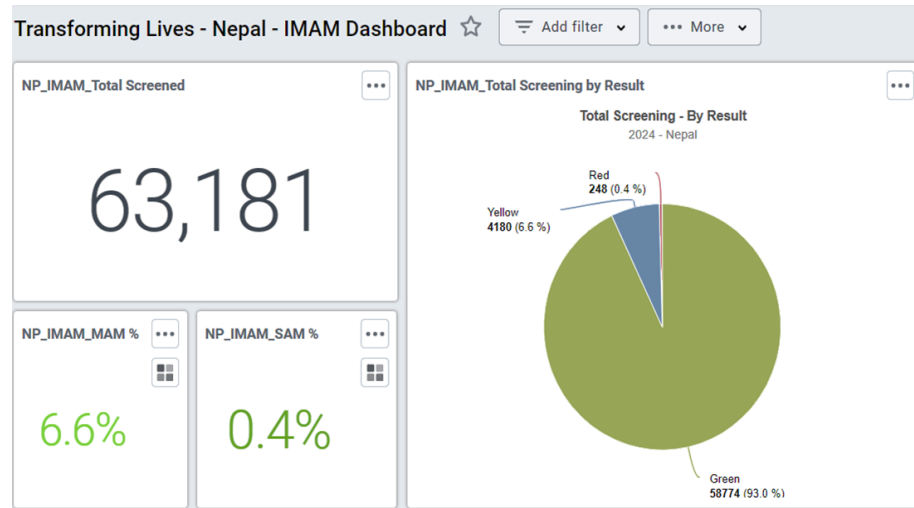 Transforming Lives - Nepal - IMAM Dashboard
Add filter
More
NP_IMAM_Total Screened
63,181
NP_IMAM_MAM %
6.6%
NP_IMAM_SAM %
0.4%
NP_IMAM_Total Screening by Result
Total Screening - By Result
2024 - Nepal
Red
248 (0.4 %)
Yellow
4180 (6.6 %)
Green
58774 (93.0 %)